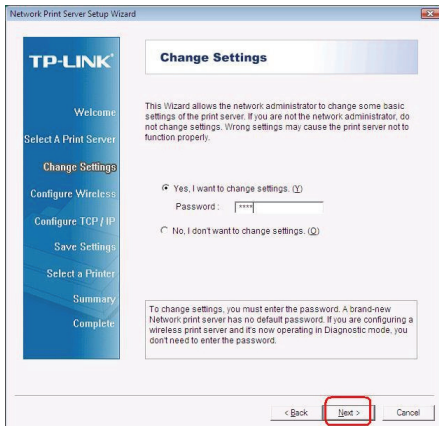 Network Print Server Setup Wizard
TP-LINK
Change Settings
Welcome
Select A Print Server
Change Settings
Configure Wireless
Configure TCP / IP
Save Settings
Select a Printer
Summary
Complete
This Wizard allows the network administrator to change some basic
settings of the print server. If you are not the network administrator, do
not change settings. Wrong settings may cause the print server not to
function properly.
Yes, I want to change settings. (Y)
Password : ****
No, I don't want to change settings. (O)
To change settings, you must enter the password. A brand-new
Network print server has no default password. If you are configuring a
wireless print server and it's now operating in Diagnostic mode, you
don't need to enter the password.
< Back
Next >
Cancel